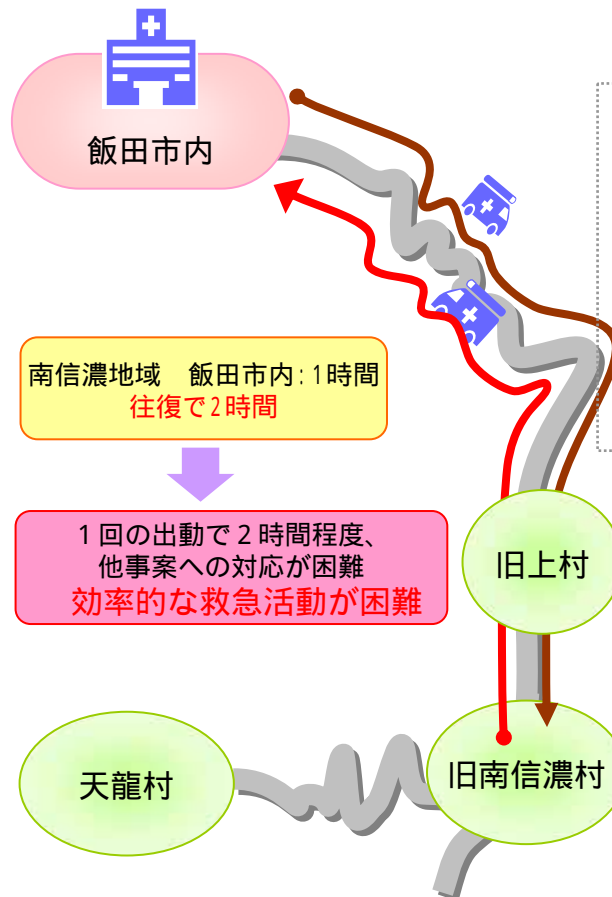 飯田市内
南信濃地域　飯田市内：1時間
往復で2時間
１回の出動で２時間程度、
他事案への対応が困難
効率的な救急活動が困難
旧上村
天龍村
旧南信濃村